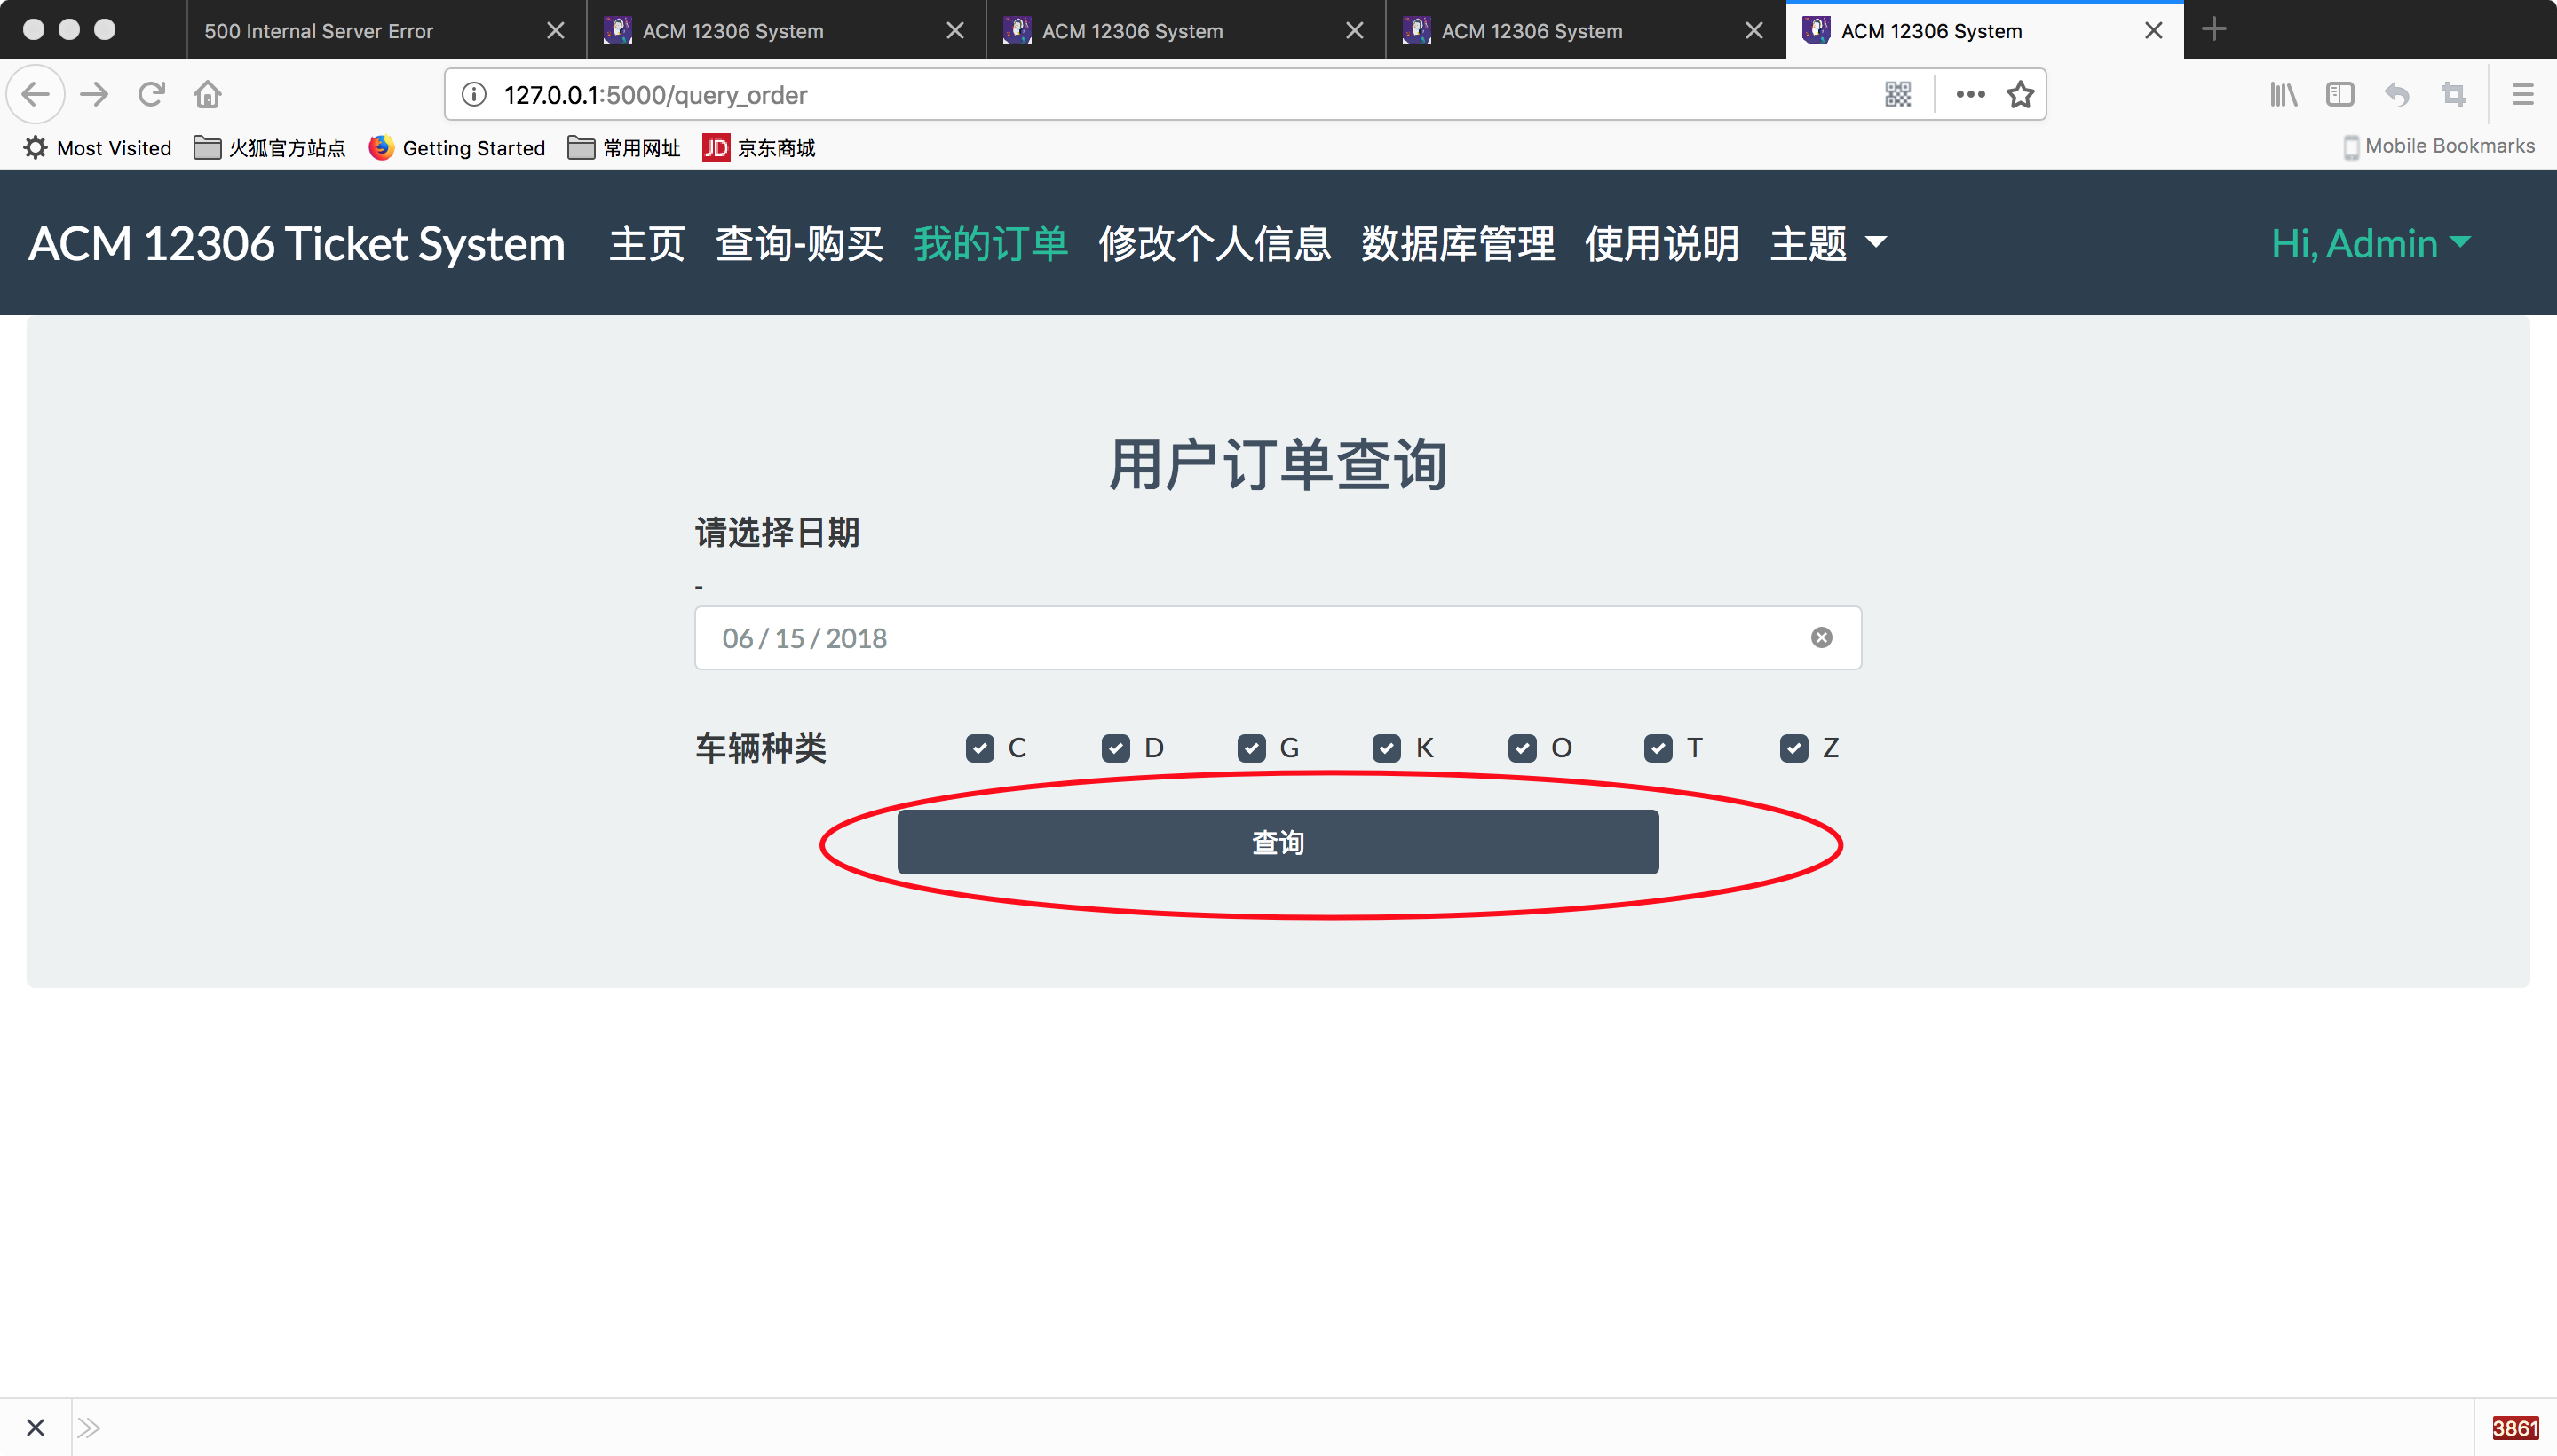 500 Internal Server Error
ACM 12306 System
ACM 12306 System
ACM 12306 System
ACM 12306 System
127.0.0.1:5000/query_order
Most Visited 火狐官方站点 Getting Started 常用网址 JD 京东商城 Mobile Bookmarks
ACM 12306 Ticket System 主页 查询-购买 我的订单 修改个人信息 数据库管理 使用说明 主题 Hi, Admin
用户订单查询
请选择日期
-
06 / 15 / 2018
车辆种类 C D G K O T Z
查询
3861